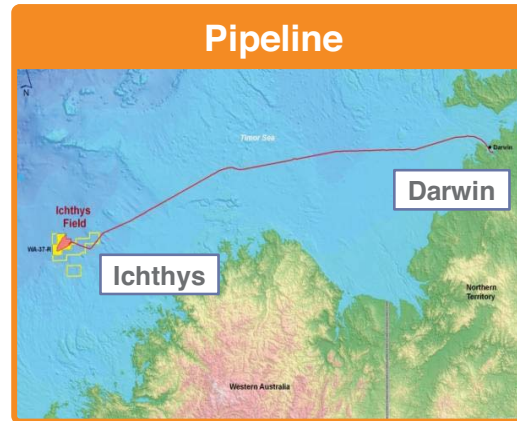 Pipeline
N
Timor Sea
Darwin
Darwin
Ichthys
Field
WA-37-R
Ichthys
Northern
Territory
Western Australia